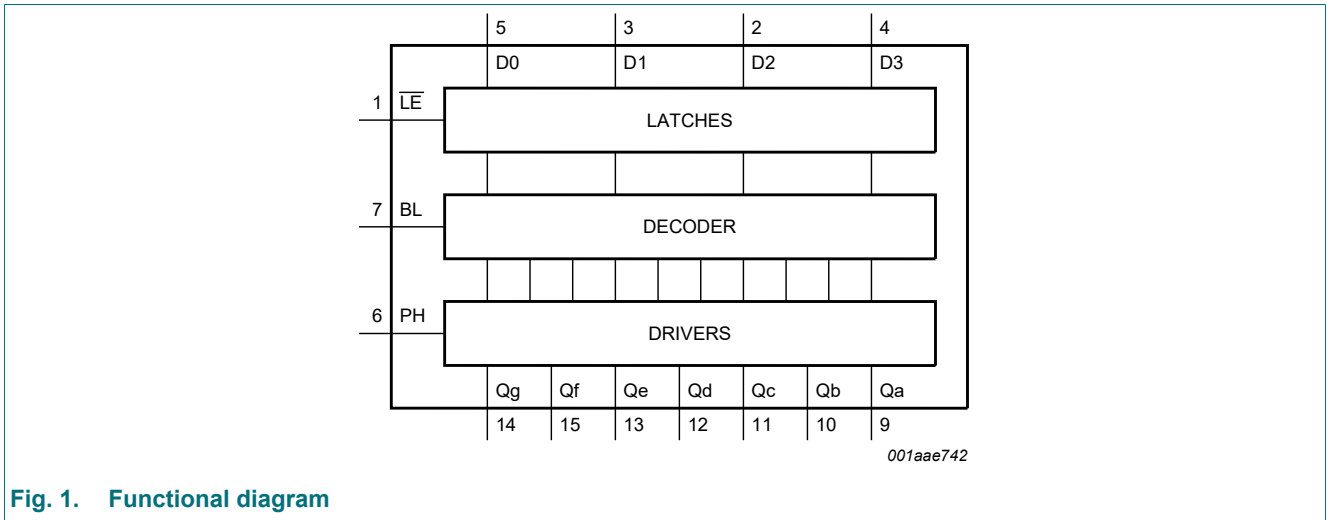 5 3 2 4
D0 D1 D2 D3
1 L̅E̅
LATCHES
7 BL
DECODER
6 PH
DRIVERS
Qg Qf Qe Qd Qc Qb Qa
14 15 13 12 11 10 9
001aae742
Fig. 1. Functional diagram